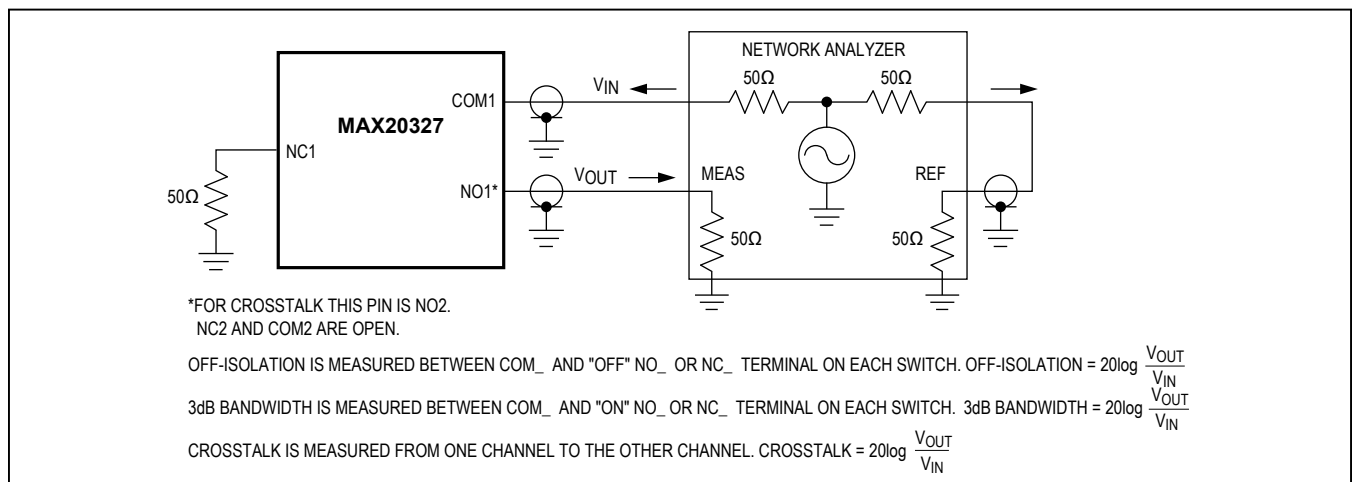 NETWORK ANALYZER
50Ω
50Ω
VIN
COM1
MAX20327
NC1
VOUT
MEAS
REF
NO1*
50Ω
50Ω
50Ω
*FOR CROSSTALK THIS PIN IS NO2.
NC2 AND COM2 ARE OPEN.
OFF-ISOLATION IS MEASURED BETWEEN COM_ AND "OFF" NO_ OR NC_ TERMINAL ON EACH SWITCH. OFF-ISOLATION = 20log VOUT/VIN
3dB BANDWIDTH IS MEASURED BETWEEN COM_ AND "ON" NO_ OR NC_ TERMINAL ON EACH SWITCH. 3dB BANDWIDTH = 20log VOUT/VIN
CROSSTALK IS MEASURED FROM ONE CHANNEL TO THE OTHER CHANNEL. CROSSTALK = 20log VOUT/VIN